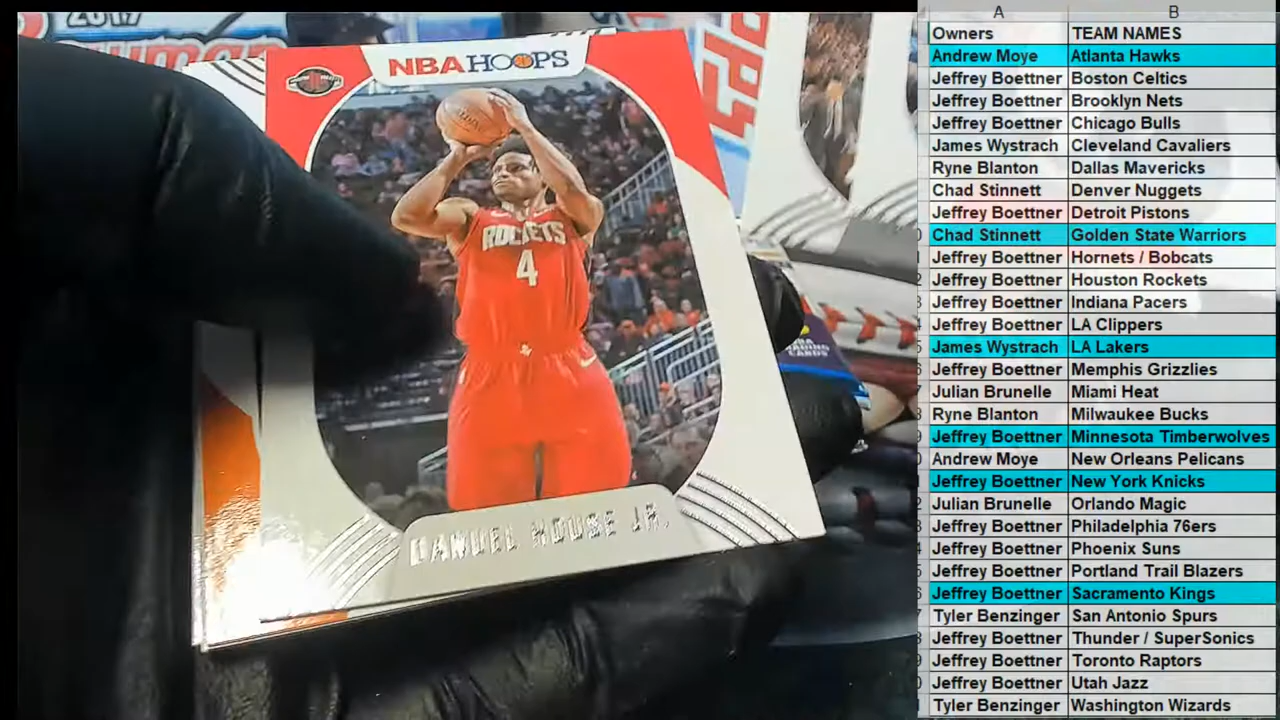 2017
NBA HOOPS
ROCKETS
4
DANUEL HOUSE JR.
TRADING
CARDS
A B
Owners TEAM NAMES
Andrew Moye Atlanta Hawks
Jeffrey Boettner Boston Celtics
Jeffrey Boettner Brooklyn Nets
Jeffrey Boettner Chicago Bulls
James Wystrach Cleveland Cavaliers
Ryne Blanton Dallas Mavericks
Chad Stinnett Denver Nuggets
Jeffrey Boettner Detroit Pistons
Chad Stinnett Golden State Warriors
Jeffrey Boettner Hornets / Bobcats
Jeffrey Boettner Houston Rockets
Jeffrey Boettner Indiana Pacers
Jeffrey Boettner LA Clippers
James Wystrach LA Lakers
Jeffrey Boettner Memphis Grizzlies
Julian Brunelle Miami Heat
Ryne Blanton Milwaukee Bucks
Jeffrey Boettner Minnesota Timberwolves
Andrew Moye New Orleans Pelicans
Jeffrey Boettner New York Knicks
Julian Brunelle Orlando Magic
Jeffrey Boettner Philadelphia 76ers
Jeffrey Boettner Phoenix Suns
Jeffrey Boettner Portland Trail Blazers
Jeffrey Boettner Sacramento Kings
Tyler Benzinger San Antonio Spurs
Jeffrey Boettner Thunder / SuperSonics
Jeffrey Boettner Toronto Raptors
Jeffrey Boettner Utah Jazz
Tyler Benzinger Washington Wizards